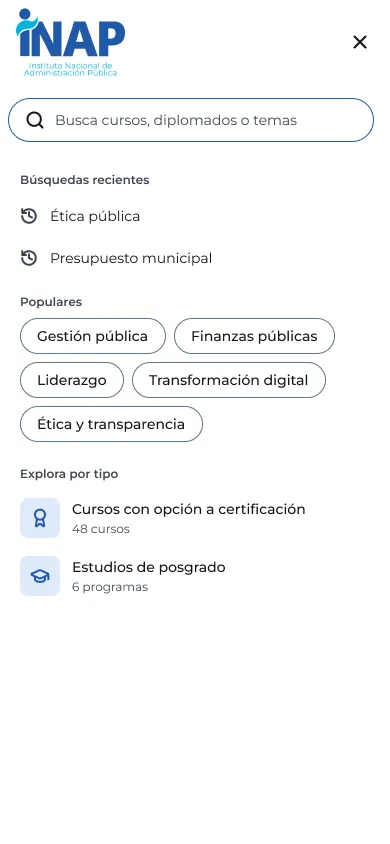 INAP
Instituto Nacional de
Administración Pública
Busca cursos, diplomados o temas
Búsquedas recientes
Ética pública
Presupuesto municipal
Populares
Gestión pública
Finanzas públicas
Liderazgo
Transformación digital
Ética y transparencia
Explora por tipo
Cursos con opción a certificación
48 cursos
Estudios de posgrado
6 programas